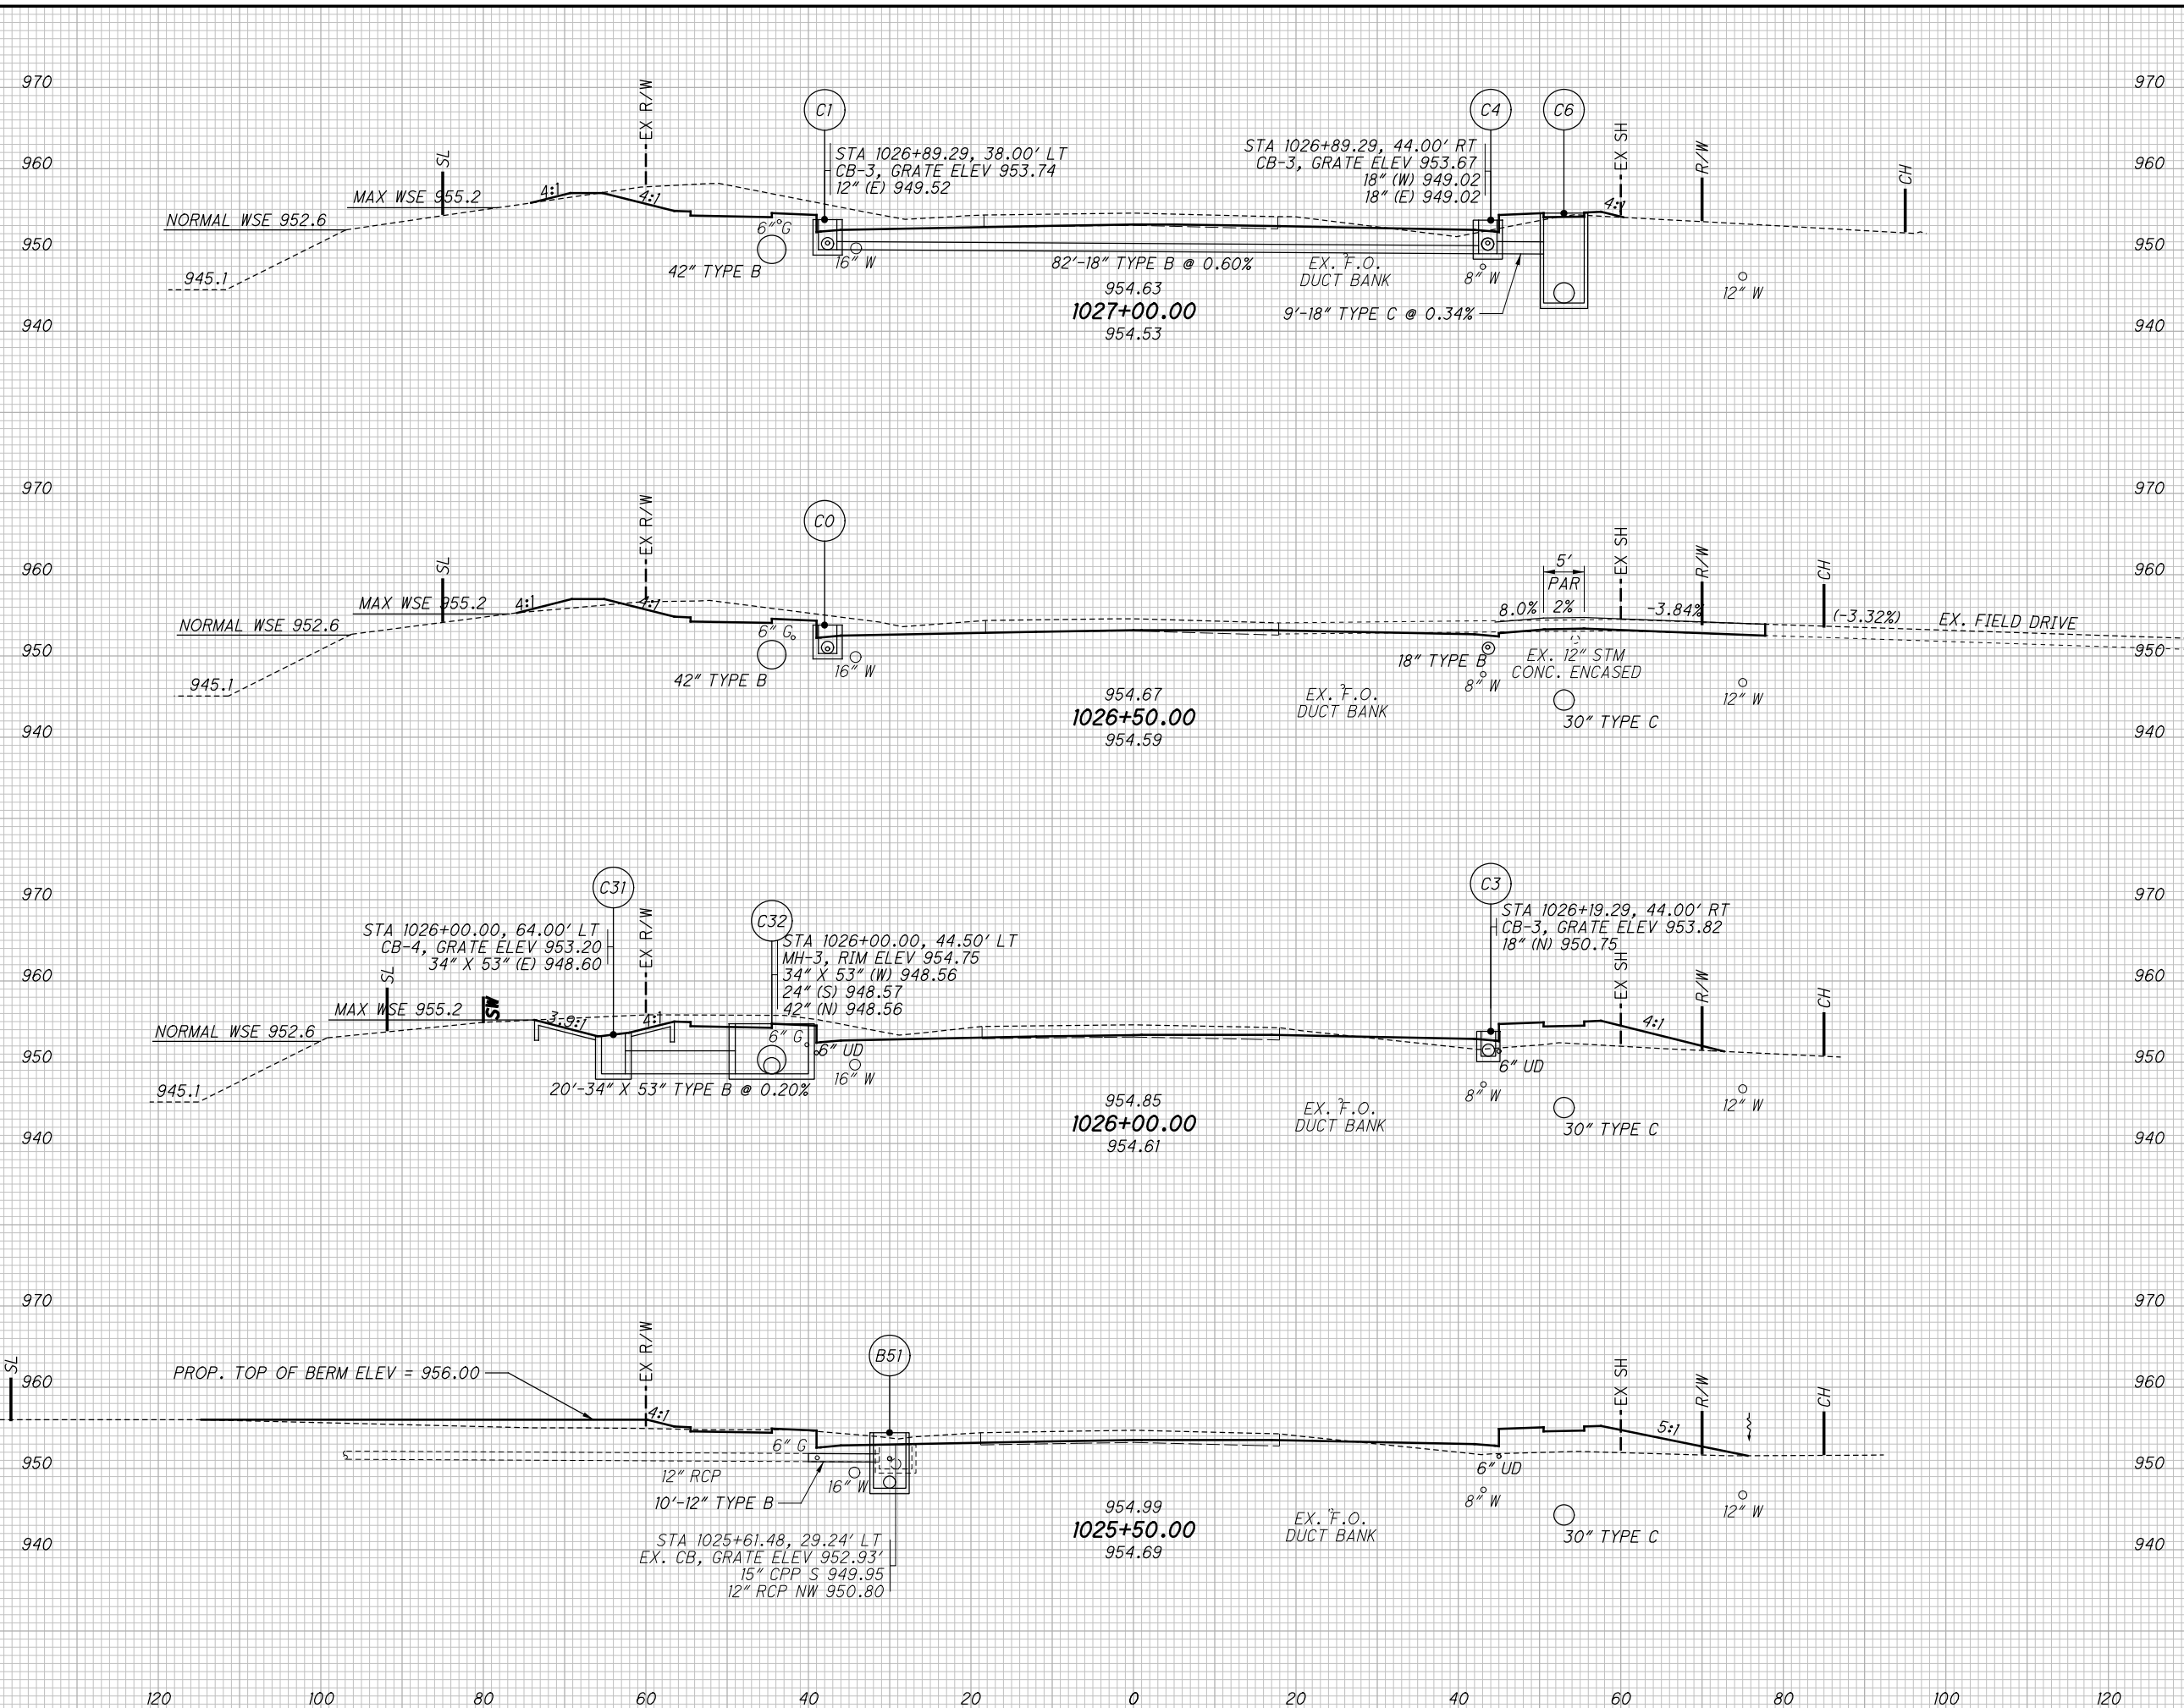 970 970
EX R/W
C1 C4 C6
EX SH
960 960
STA 1026+89.29, 38.00' LT
CB-3, GRATE ELEV 953.74
12" (E) 949.52
STA 1026+89.29, 44.00' RT
CB-3, GRATE ELEV 953.67
18" (W) 949.02
18" (E) 949.02
SL
R/W
CH
MAX WSE 955.2
4:1
4:1
4:1
NORMAL WSE 952.6
6" G
950 950
945.1
42" TYPE B
16" W
82'-18" TYPE B @ 0.60%
EX. F.O.
DUCT BANK
8" W
12" W
954.63
1027+00.00
954.53
9'-18" TYPE C @ 0.34%
940 940
970 970
EX R/W
C0
EX SH
5'
PAR
2%
R/W
960 960
SL
CH
MAX WSE 955.2
4:1
4:1
8.0%
-3.84%
(-3.32%)
EX. FIELD DRIVE
NORMAL WSE 952.6
6" G
950 950
945.1
42" TYPE B
16" W
18" TYPE B
EX. 12" STM
CONC. ENCASED
8" W
12" W
954.67
1026+50.00
954.59
EX. F.O.
DUCT BANK
30" TYPE C
940 940
970 970
C31 C32 C3
EX R/W
STA 1026+00.00, 64.00' LT
CB-4, GRATE ELEV 953.20
34" X 53" (E) 948.60
STA 1026+00.00, 44.50' LT
MH-3, RIM ELEV 954.75
34" X 53" (W) 948.56
24" (S) 948.57
42" (N) 948.56
STA 1026+19.29, 44.00' RT
CB-3, GRATE ELEV 953.82
18" (N) 950.75
EX SH
960 960
SL
SW
R/W
CH
MAX WSE 955.2
3.9:1
4:1
4:1
NORMAL WSE 952.6
6" G
6" UD
950 950
945.1
16" W
6" UD
20'-34" X 53" TYPE B @ 0.20%
8" W
12" W
954.85
1026+00.00
954.61
EX. F.O.
DUCT BANK
30" TYPE C
940 940
970 970
EX R/W
B51
SL
PROP. TOP OF BERM ELEV = 956.00
EX SH
R/W
CH
960 960
4:1
5:1
6" G
950 950
12" RCP
16" W
6" UD
10'-12" TYPE B
8" W
12" W
954.99
1025+50.00
954.69
EX. F.O.
DUCT BANK
30" TYPE C
940 940
STA 1025+61.48, 29.24' LT
EX. CB, GRATE ELEV 952.93'
15" CPP S 949.95
12" RCP NW 950.80
120 100 80 60 40 20 0 20 40 60 80 100 120